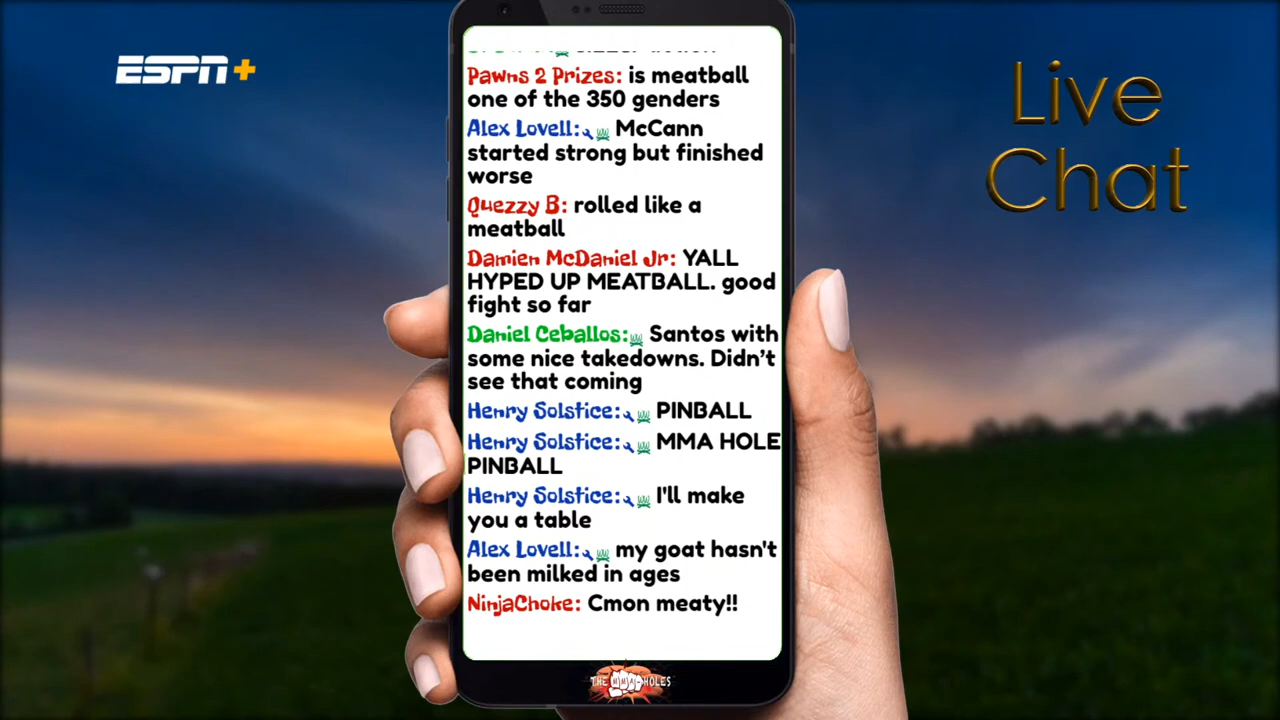 ESPN+
Live
Chat
Pawns 2 Prizes: is meatball
one of the 350 genders
Alex Lovell: McCann
started strong but finished
worse
Quezzy B: rolled like a
meatball
Damien McDaniel Jr: YALL
HYPED UP MEATBALL. good
fight so far
Daniel Ceballos: Santos with
some nice takedowns. Didn't
see that coming
Henry Solstice: PINBALL
Henry Solstice: MMA HOLE
PINBALL
Henry Solstice: I'll make
you a table
Alex Lovell: my goat hasn't
been milked in ages
NinjaChoke: Cmon meaty!!
THE MMA-HOLES